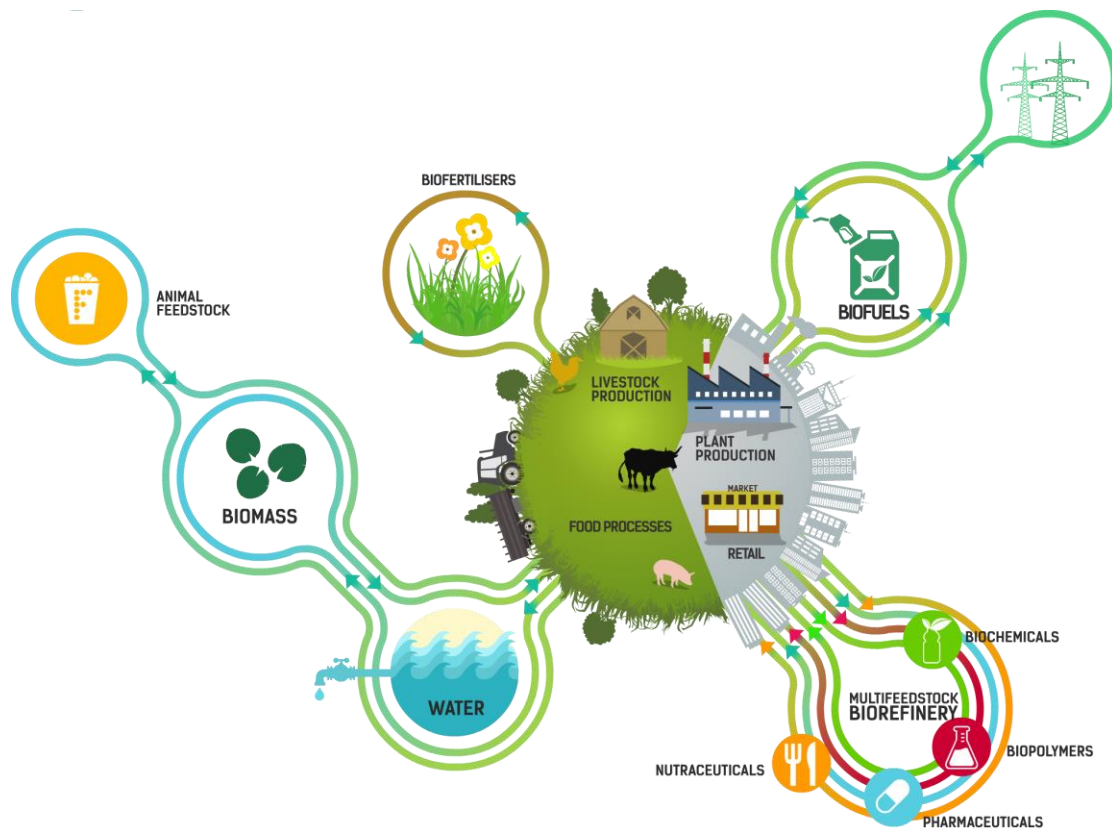 BIOFERTILISERS
ANIMAL
FEEDSTOCK
BIOFUELS
LIVESTOCK
PRODUCTION
PLANT
PRODUCTION
BIOMASS
MARKET
FOOD PROCESSES
RETAIL
BIOCHEMICALS
WATER
MULTIFEEDSTOCK
BIOREFINERY
BIOPOLYMERS
NUTRACEUTICALS
PHARMACEUTICALS